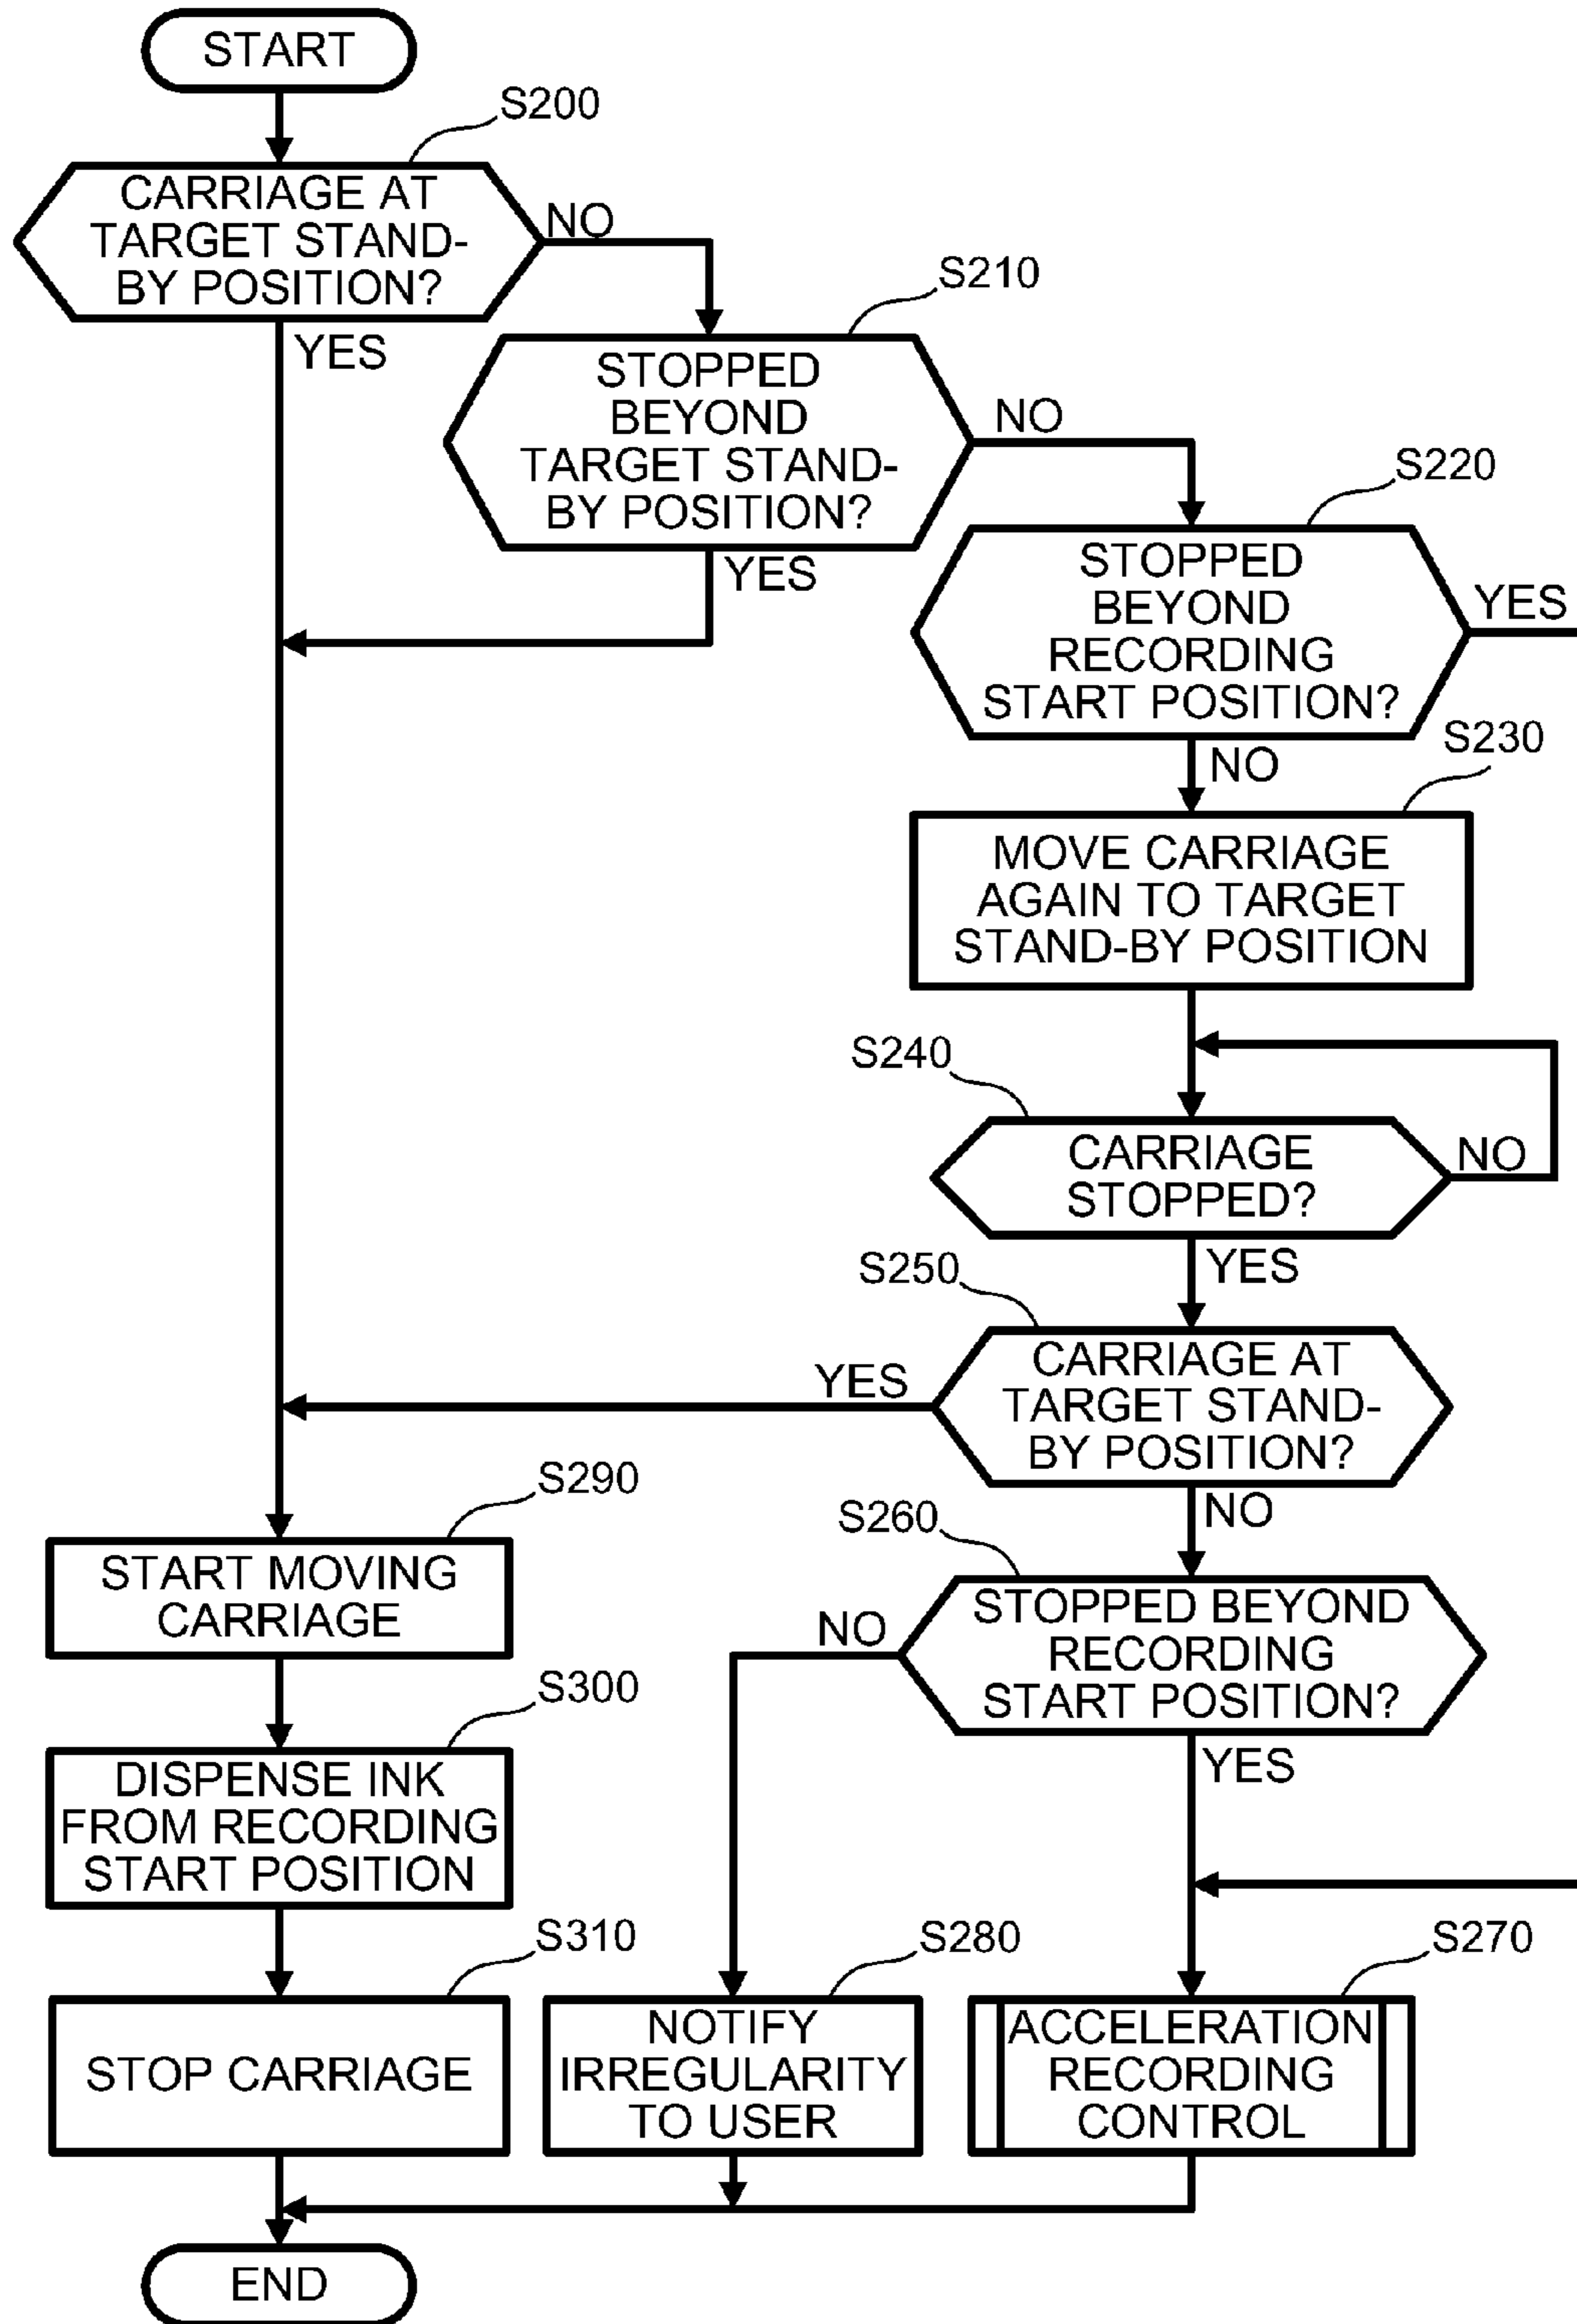 START
S200
CARRIAGE AT
TARGET STAND-
BY POSITION?
NO
YES
S210
STOPPED
BEYOND
TARGET STAND-
BY POSITION?
NO
YES
S220
STOPPED
BEYOND
RECORDING
START POSITION?
YES
NO
S230
MOVE CARRIAGE
AGAIN TO TARGET
STAND-BY POSITION
S240
CARRIAGE
STOPPED?
NO
YES
S250
CARRIAGE AT
TARGET STAND-
BY POSITION?
YES
NO
S260
STOPPED BEYOND
RECORDING
START POSITION?
NO
YES
S290
START MOVING
CARRIAGE
S300
DISPENSE INK
FROM RECORDING
START POSITION
S310
STOP CARRIAGE
S280
NOTIFY
IRREGULARITY
TO USER
S270
ACCELERATION
RECORDING
CONTROL
END